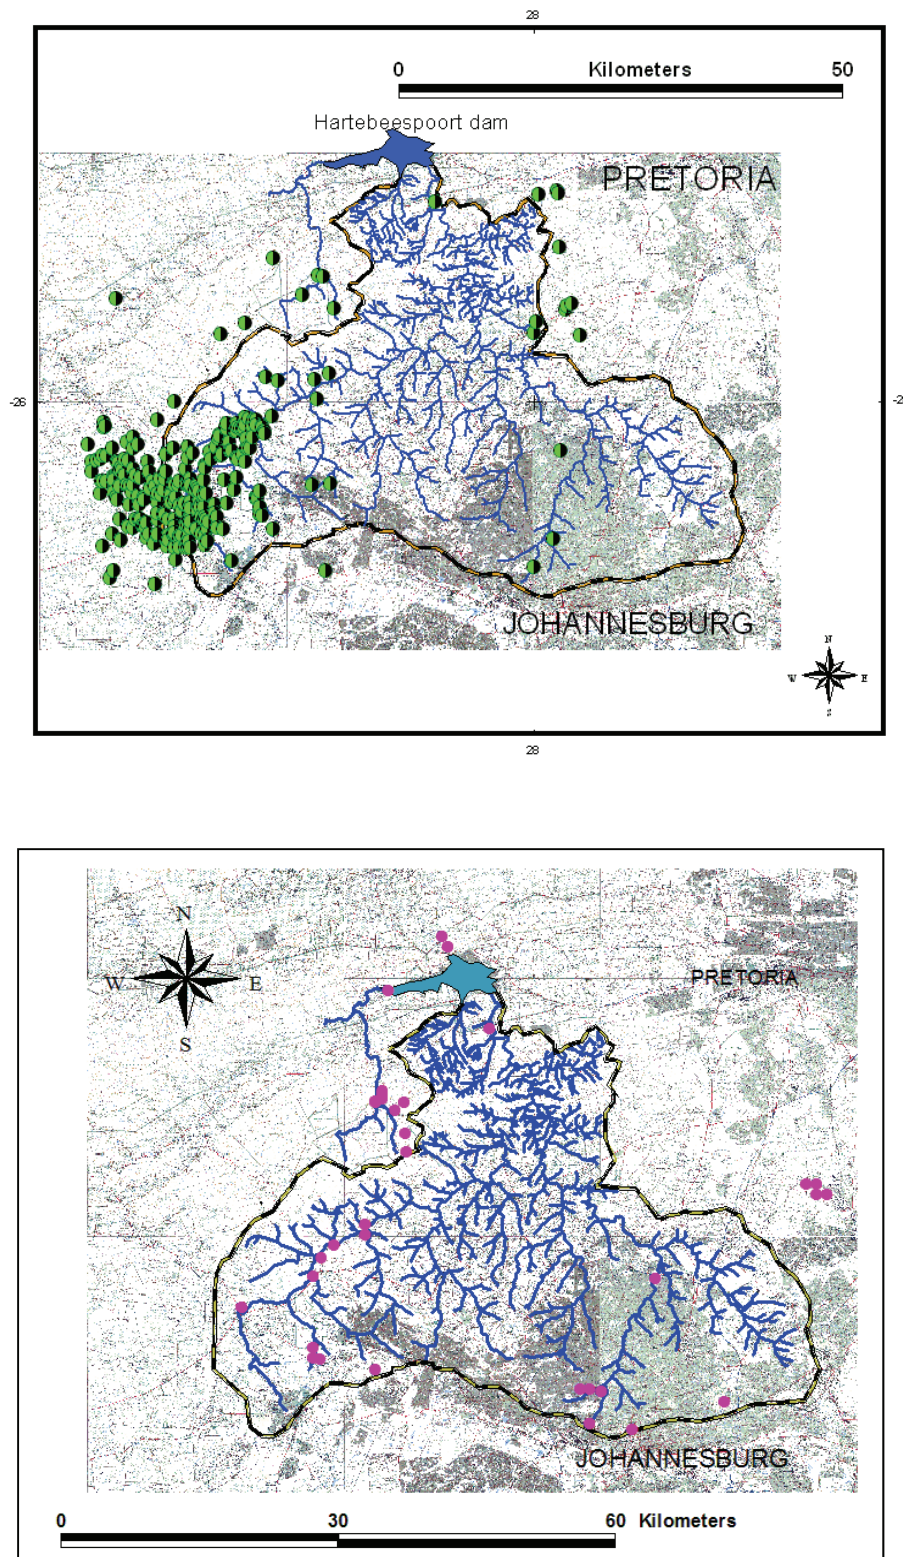 28
0 Kilometers 50
Hartebeespoort dam
PRETORIA
-26 -2
JOHANNESBURG
N
W E
S
28
N
W E
S
PRETORIA
JOHANNESBURG
0 30 60 Kilometers